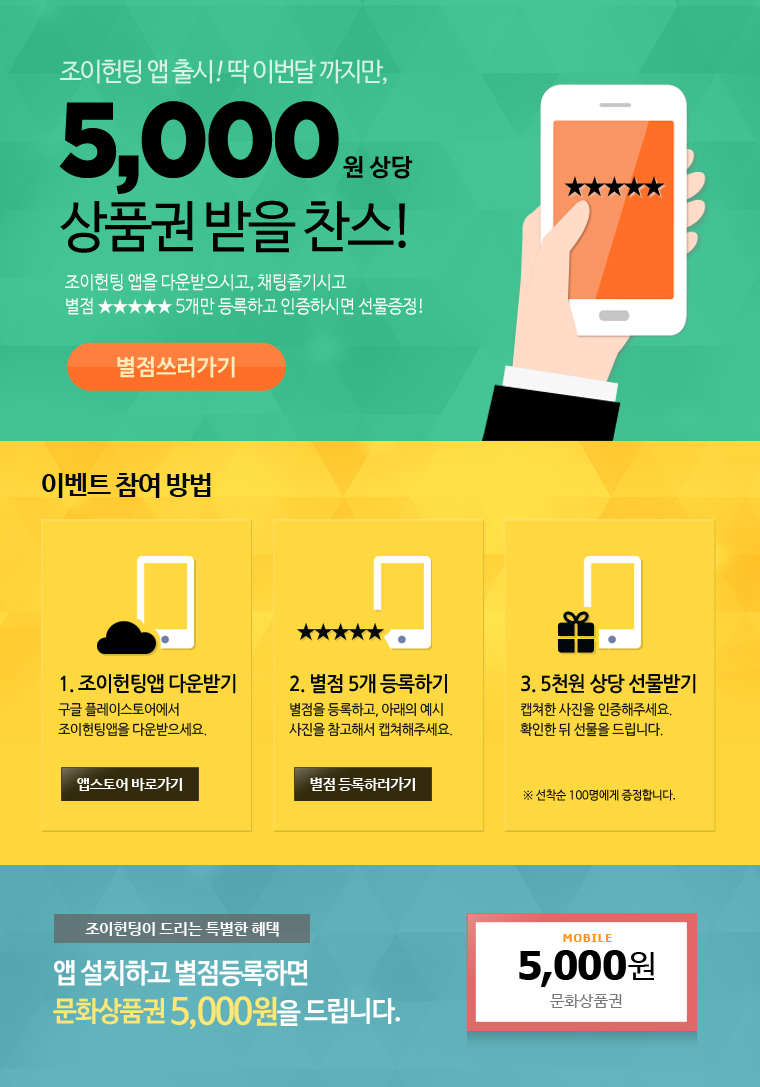 조이헌팅 앱 출시! 딱 이번달 까지만,
5,000원 상당
상품권 받을 찬스!
조이헌팅 앱을 다운받으시고, 채팅즐기시고
별점 ★★★★★ 5개만 등록하고 인증하시면 선물증정!
별점쓰러가기
★★★★★
이벤트 참여 방법
★★★★★
1. 조이헌팅앱 다운받기
구글 플레이스토어에서
조이헌팅앱을 다운받으세요.
앱스토어 바로가기
2. 별점 5개 등록하기
별점을 등록하고, 아래의 예시
사진을 참고해서 캡쳐해주세요.
별점 등록하러가기
3. 5천원 상당 선물받기
캡쳐한 사진을 인증해주세요.
확인한 뒤 선물을 드립니다.
※ 선착순 100명에게 증정합니다.
조이헌팅이 드리는 특별한 혜택
앱 설치하고 별점등록하면
문화상품권 5,000원을 드립니다.
MOBILE
5,000원
문화상품권